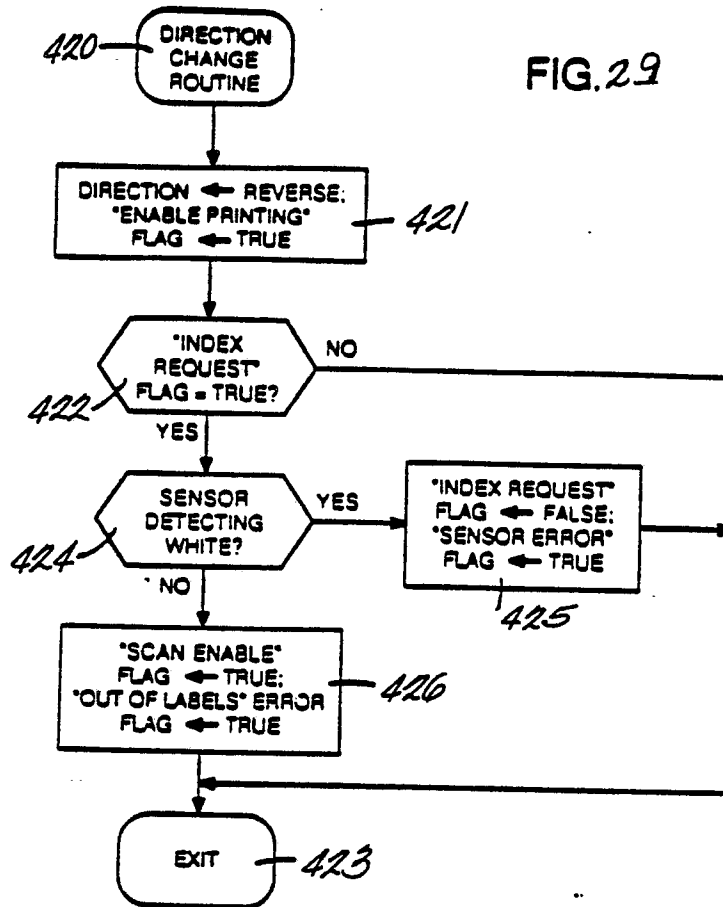 420
DIRECTION
CHANGE
ROUTINE
FIG. 29
DIRECTION ← REVERSE;
"ENABLE PRINTING"
FLAG ← TRUE
421
"INDEX
REQUEST"
FLAG = TRUE?
NO
422
YES
SENSOR
DETECTING
WHITE?
YES
424
NO
"INDEX REQUEST"
FLAG ← FALSE;
"SENSOR ERROR"
FLAG ← TRUE
425
"SCAN ENABLE"
FLAG ← TRUE;
"OUT OF LABELS" ERROR
FLAG ← TRUE
426
EXIT
423